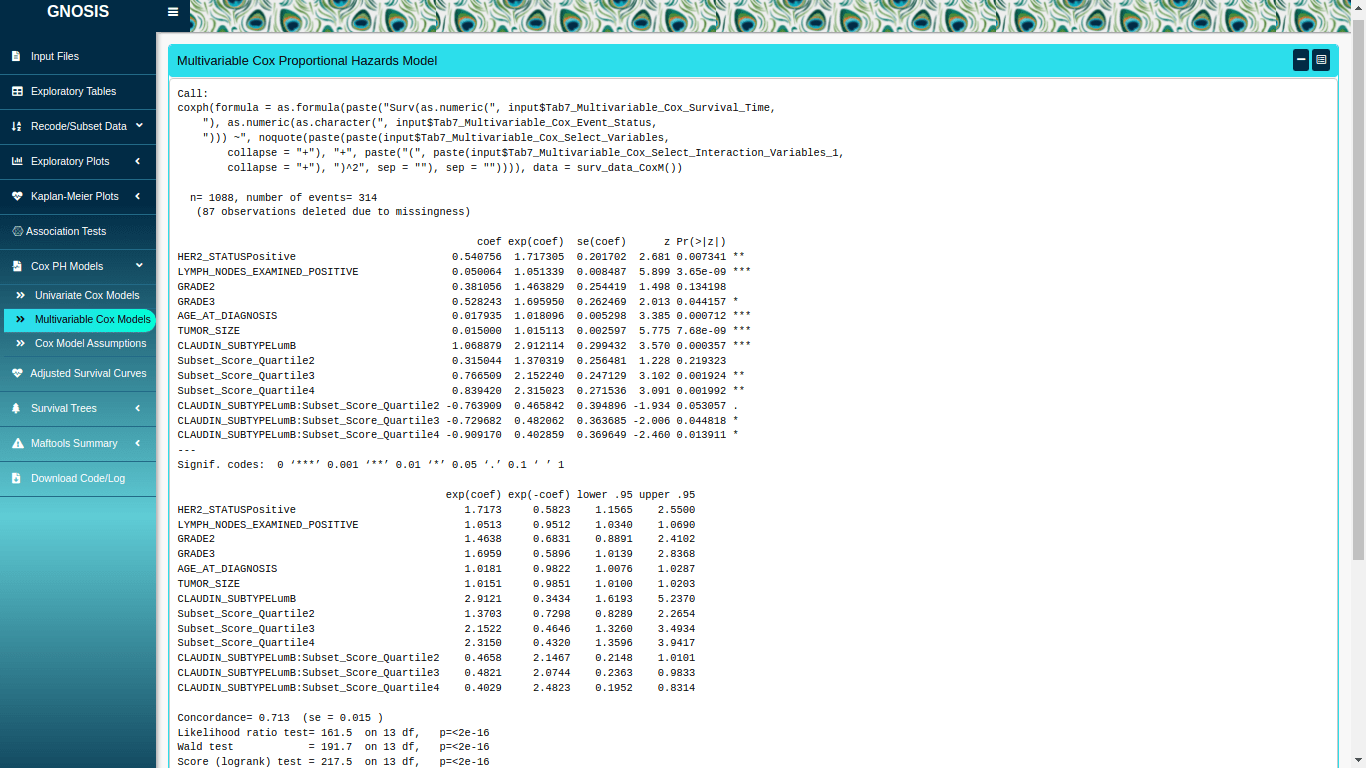 GNOSIS
Input Files
Exploratory Tables
Recode/Subset Data
Exploratory Plots
Kaplan-Meier Plots
Association Tests
Cox PH Models
Univariate Cox Models
Multivariable Cox Models
Cox Model Assumptions
Adjusted Survival Curves
Survival Trees
Maftools Summary
Download Code/Log
Multivariable Cox Proportional Hazards Model
Call:
coxph(formula = as.formula(paste("Surv(as.numeric(", input$Tab7_Multivariable_Cox_Survival_Time,
    "), as.numeric(as.character(", input$Tab7_Multivariable_Cox_Event_Status,
    "))) ~", noquote(paste(paste(input$Tab7_Multivariable_Cox_Select_Variables,
        collapse = "+"), "+", paste("(", paste(input$Tab7_Multivariable_Cox_Select_Interaction_Variables_1,
        collapse = "+"), ")^2", sep = ""), sep = "")))), data = surv_data_CoxM())
  n= 1088, number of events= 314
   (87 observations deleted due to missingness)
                                                coef exp(coef)  se(coef)      z Pr(>|z|)
HER2_STATUSPositive                         0.540756  1.717305  0.201702  2.681 0.007341 **
LYMPH_NODES_EXAMINED_POSITIVE               0.050064  1.051339  0.008487  5.899 3.65e-09 ***
GRADE2                                      0.381056  1.463829  0.254419  1.498 0.134198
GRADE3                                      0.528243  1.695950  0.262469  2.013 0.044157 *
AGE_AT_DIAGNOSIS                            0.017935  1.018096  0.005298  3.385 0.000712 ***
TUMOR_SIZE                                  0.015000  1.015113  0.002597  5.775 7.68e-09 ***
CLAUDIN_SUBTYPELumB                         1.068879  2.912114  0.299432  3.570 0.000357 ***
Subset_Score_Quartile2                      0.315044  1.370319  0.256481  1.228 0.219323
Subset_Score_Quartile3                      0.766509  2.152240  0.247129  3.102 0.001924 **
Subset_Score_Quartile4                      0.839420  2.315023  0.271536  3.091 0.001992 **
CLAUDIN_SUBTYPELumB:Subset_Score_Quartile2 -0.763909  0.465842  0.394896 -1.934 0.053057 .
CLAUDIN_SUBTYPELumB:Subset_Score_Quartile3 -0.729682  0.482062  0.363685 -2.006 0.044818 *
CLAUDIN_SUBTYPELumB:Subset_Score_Quartile4 -0.909170  0.402859  0.369649 -2.460 0.013911 *
---
Signif. codes:  0 ‘***’ 0.001 ‘**’ 0.01 ‘*’ 0.05 ‘.’ 0.1 ‘ ’ 1
                                           exp(coef) exp(-coef) lower .95 upper .95
HER2_STATUSPositive                           1.7173     0.5823    1.1565    2.5500
LYMPH_NODES_EXAMINED_POSITIVE                 1.0513     0.9512    1.0340    1.0690
GRADE2                                        1.4638     0.6831    0.8891    2.4102
GRADE3                                        1.6959     0.5896    1.0139    2.8368
AGE_AT_DIAGNOSIS                              1.0181     0.9822    1.0076    1.0287
TUMOR_SIZE                                    1.0151     0.9851    1.0100    1.0203
CLAUDIN_SUBTYPELumB                           2.9121     0.3434    1.6193    5.2370
Subset_Score_Quartile2                        1.3703     0.7298    0.8289    2.2654
Subset_Score_Quartile3                        2.1522     0.4646    1.3260    3.4934
Subset_Score_Quartile4                        2.3150     0.4320    1.3596    3.9417
CLAUDIN_SUBTYPELumB:Subset_Score_Quartile2    0.4658     2.1467    0.2148    1.0101
CLAUDIN_SUBTYPELumB:Subset_Score_Quartile3    0.4821     2.0744    0.2363    0.9833
CLAUDIN_SUBTYPELumB:Subset_Score_Quartile4    0.4029     2.4823    0.1952    0.8314
Concordance= 0.713  (se = 0.015 )
Likelihood ratio test= 161.5  on 13 df,   p=<2e-16
Wald test            = 191.7  on 13 df,   p=<2e-16
Score (logrank) test = 217.5  on 13 df,   p=<2e-16